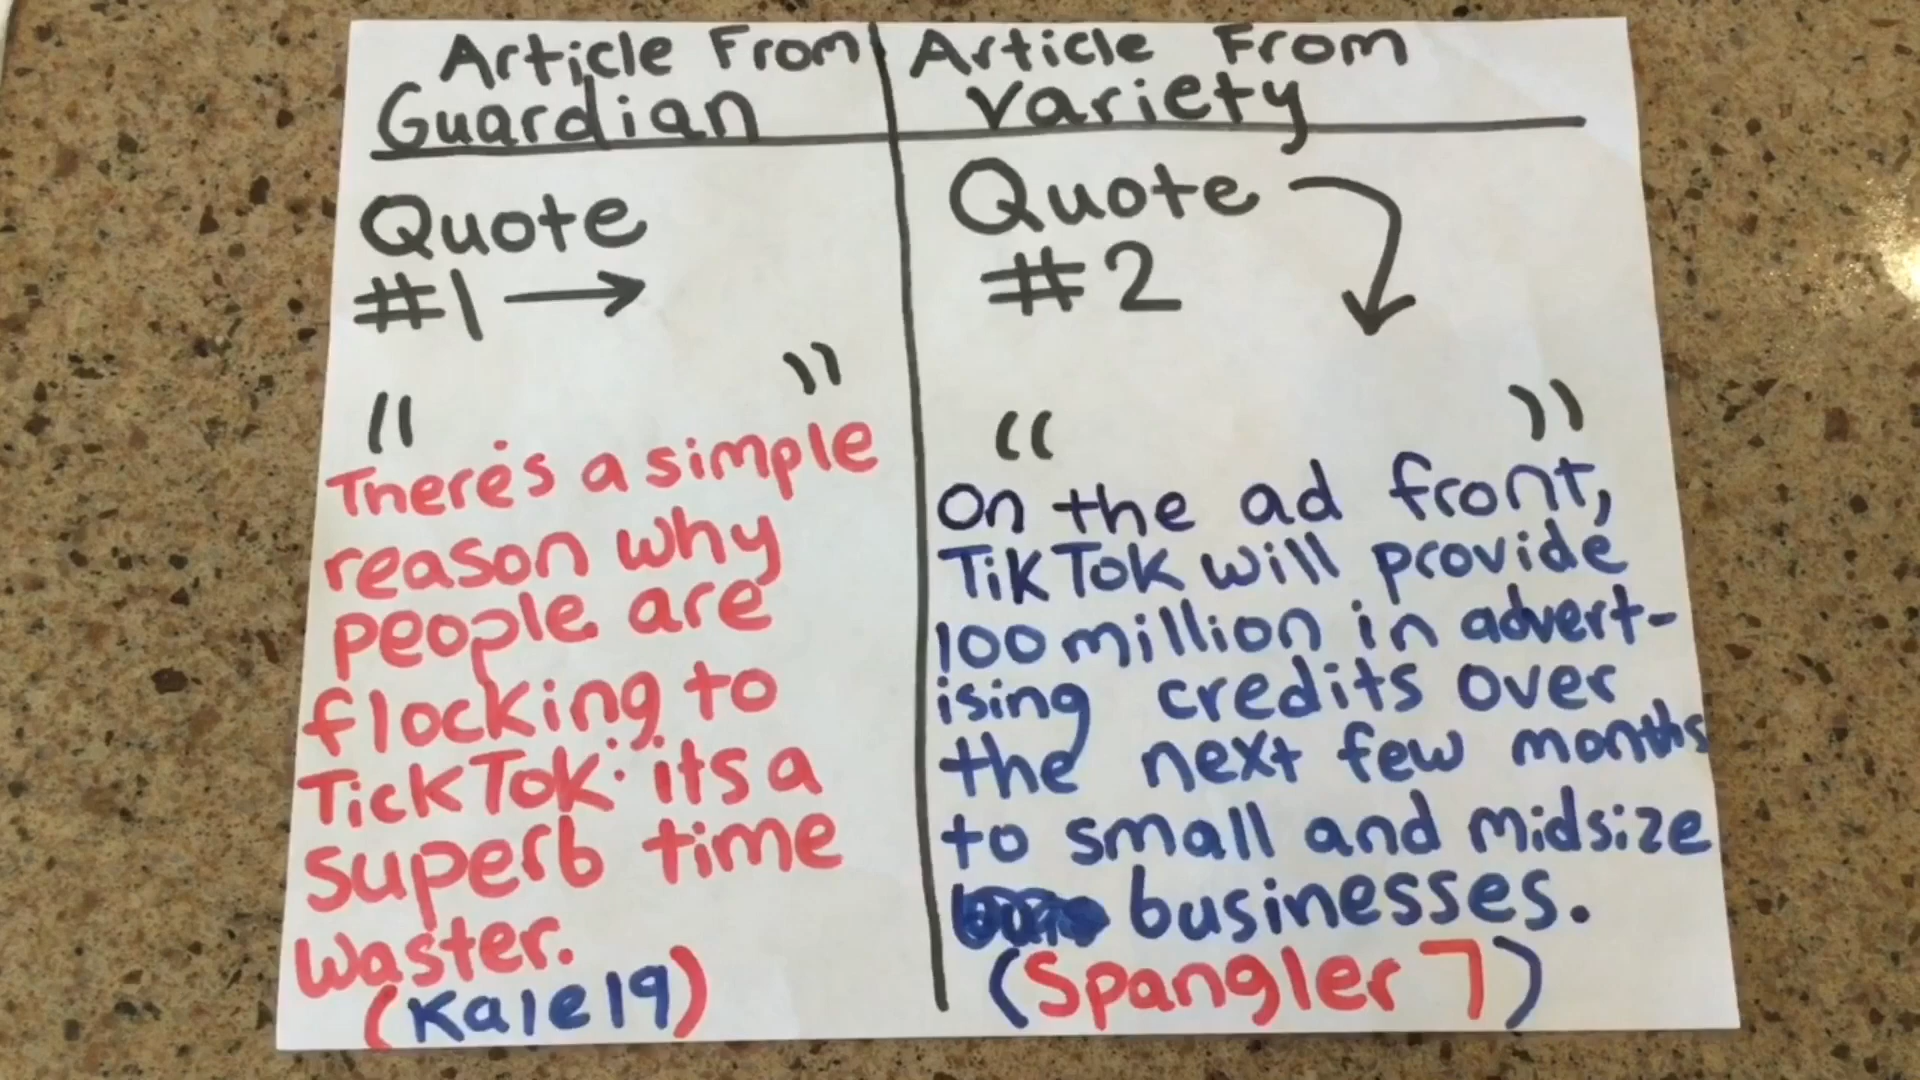 Article From
Guardian
Quote
#1 →
"
"
There's a simple
reason why
people are
flocking to
TickTok: its a
superb time
waster.
(Kale 19)
Article From
Variety
Quote
#2
"
"
On the ad front,
TikTok will provide
100 million in advert-
ising credits over
the next few months
to small and midsize
businesses.
(Spangler 7)